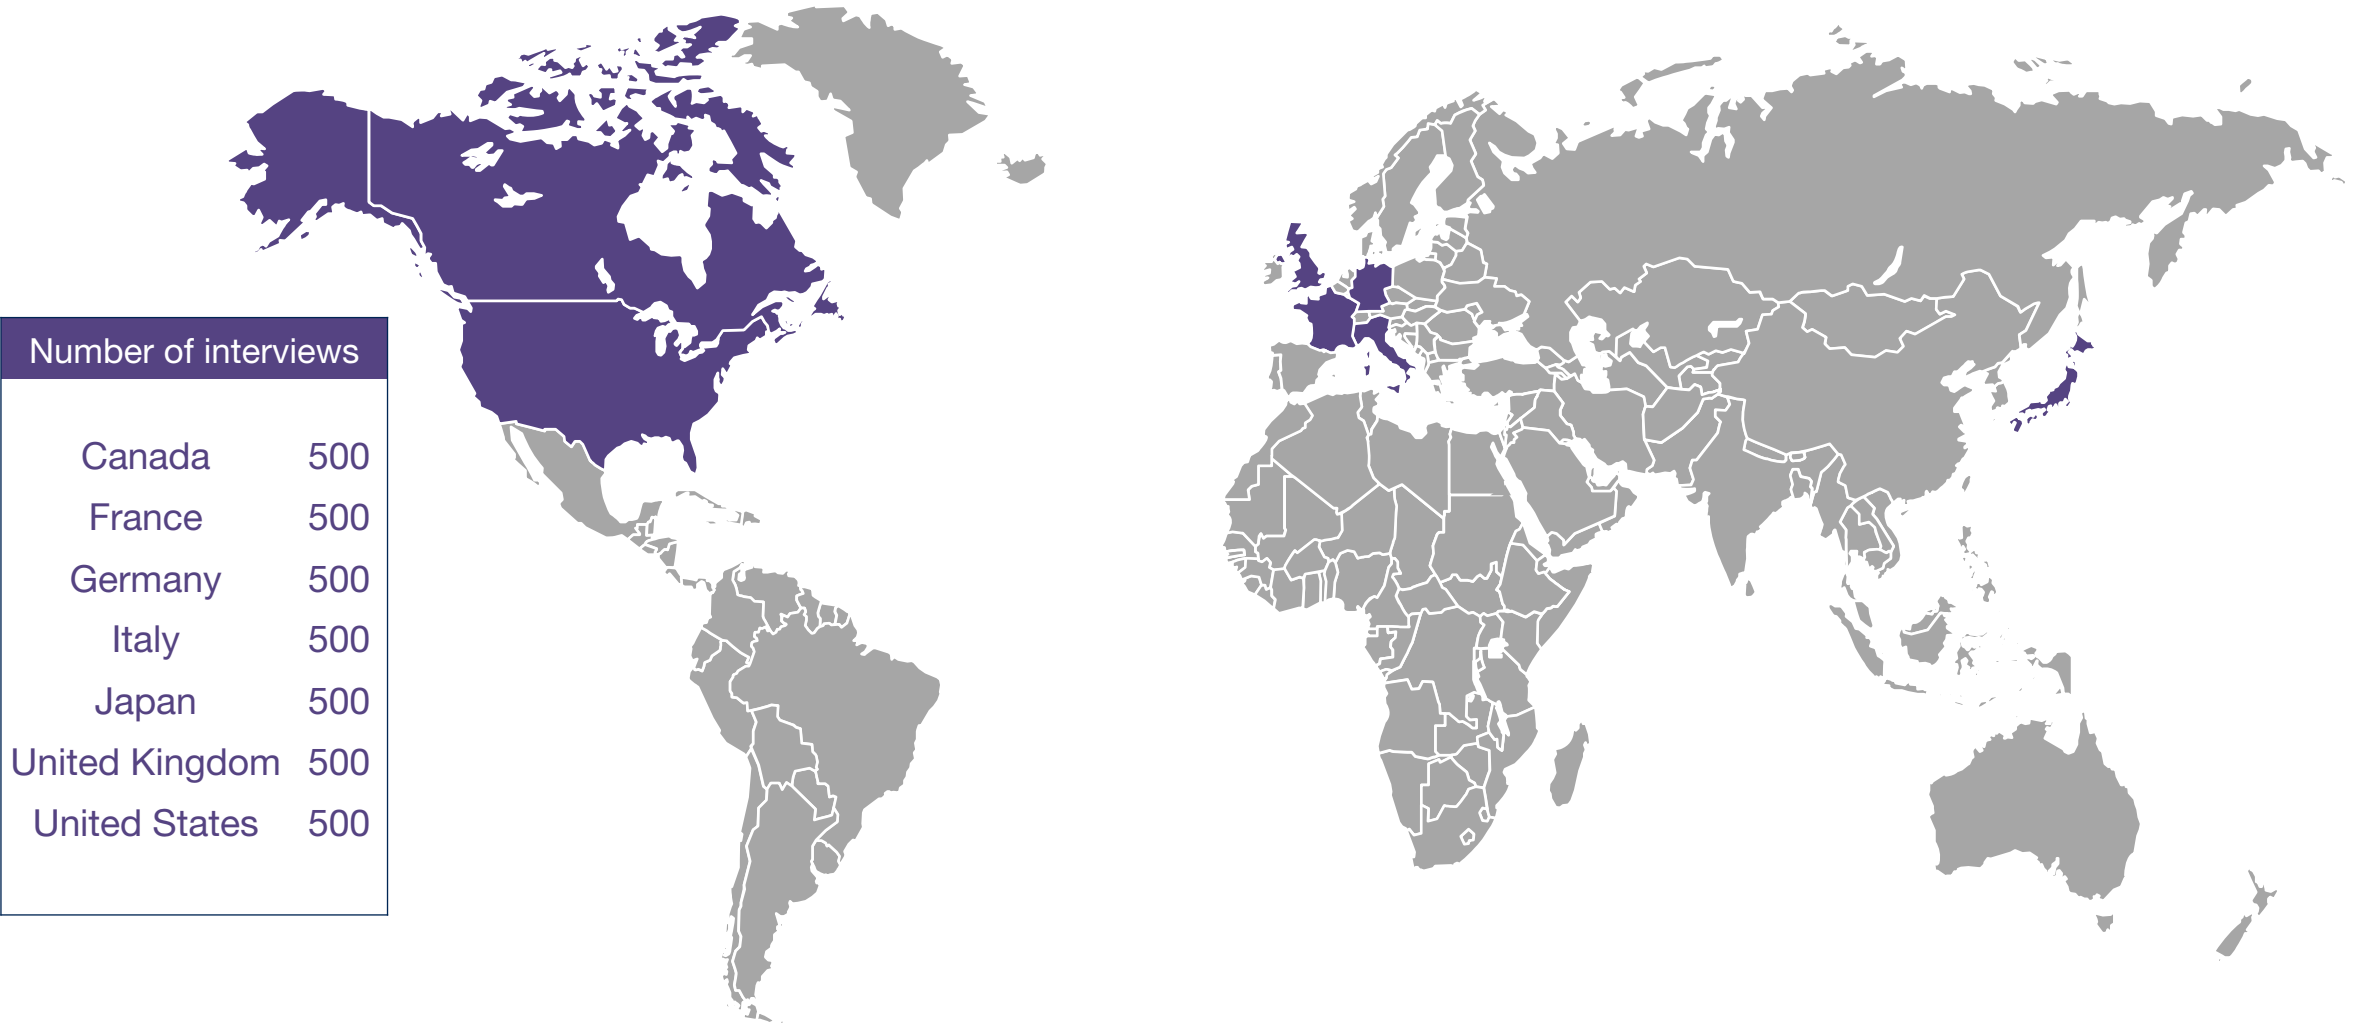 Number of interviews
Canada 500
France 500
Germany 500
Italy 500
Japan 500
United Kingdom 500
United States 500